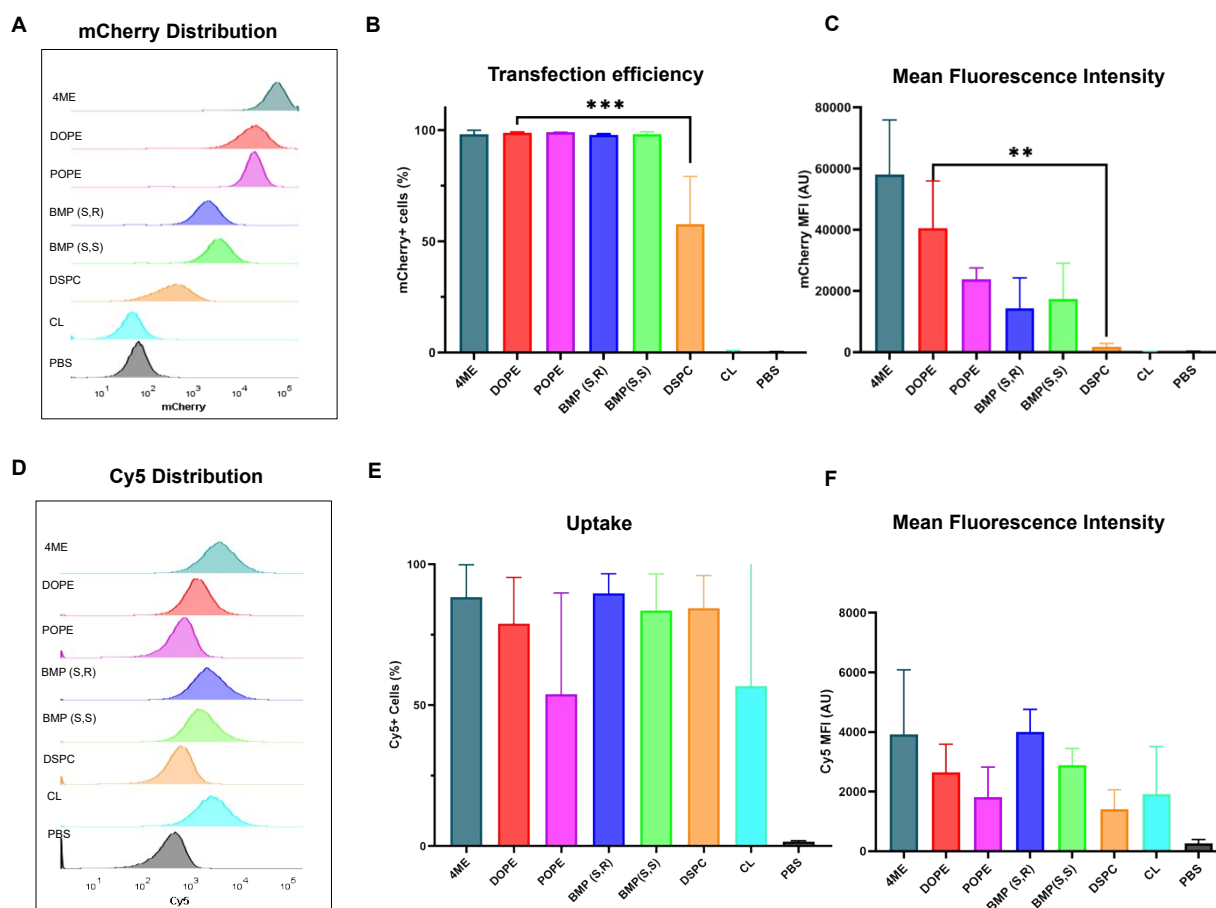 A
mCherry Distribution
4ME
DOPE
POPE
BMP (S,R)
BMP (S,S)
DSPC
CL
PBS
10^1 10^2 10^3 10^4 10^5
mCherry
B
Transfection efficiency
***
100
50
0
mCherry+ cells (%)
4ME DOPE POPE BMP (S,R) BMP(S,S) DSPC CL PBS
C
Mean Fluorescence Intensity
**
80000
60000
40000
20000
0
mCherry MFI (AU)
4ME DOPE POPE BMP (S,R) BMP(S,S) DSPC CL PBS
D
Cy5 Distribution
4ME
DOPE
POPE
BMP (S,R)
BMP (S,S)
DSPC
CL
PBS
10^1 10^2 10^3 10^4 10^5
Cy5
E
Uptake
100
50
0
Cy5+ Cells (%)
4ME DOPE POPE BMP (S,R) BMP(S,S) DSPC CL PBS
F
Mean Fluorescence Intensity
8000
6000
4000
2000
0
Cy5 MFI (AU)
4ME DOPE POPE BMP (S,R) BMP(S,S) DSPC CL PBS